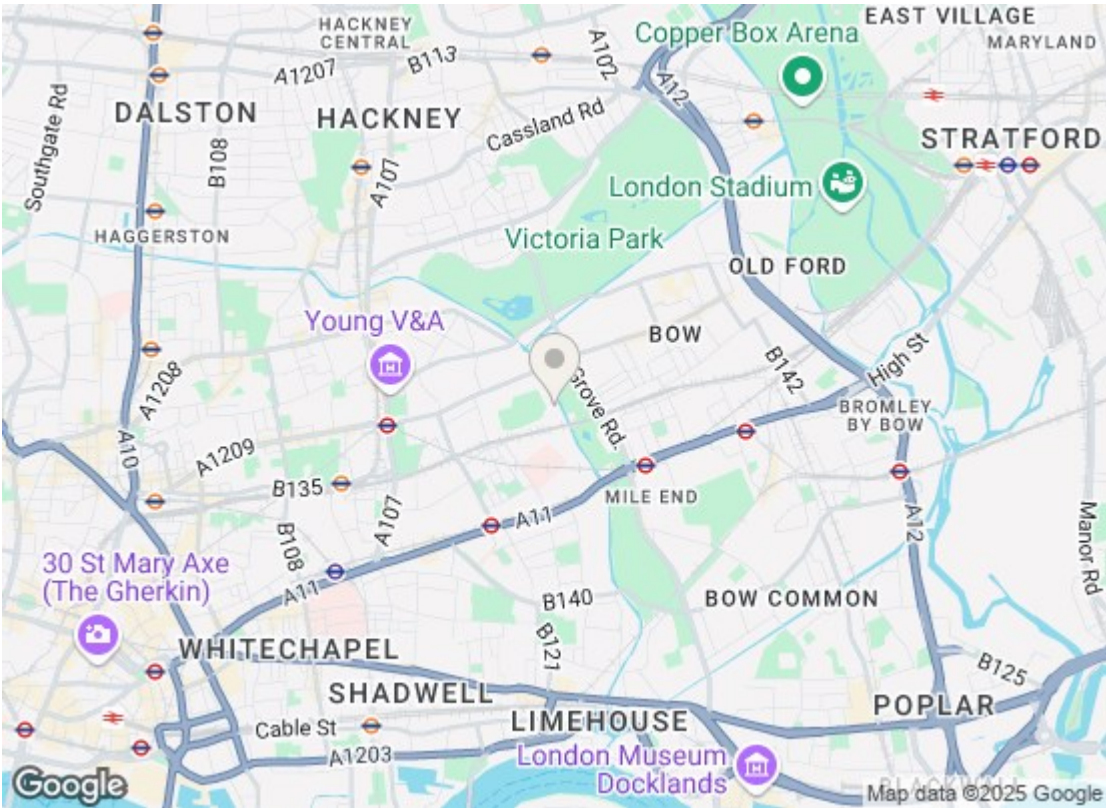 EAST VILLAGE
HACKNEY
CENTRAL
Copper Box Arena
MARYLAND
A102
B113
A1207
A12
DALSTON
HACKNEY
Cassland Rd
STRATFORD
Southgate Rd
B108
A107
London Stadium
HAGGERSTON
Victoria Park
OLD FORD
Young V&A
BOW
B142
High St
A1208
Grove Rd.
BROMLEY
BY BOW
A10
A1209
B135
MILE END
A107
A11
A12
B108
Manor Rd
30 St Mary Axe
(The Gherkin)
A11
B140
BOW COMMON
B121
WHITECHAPEL
B125
SHADWELL
POPLAR
Cable St
LIMEHOUSE
A1203
London Museum
Docklands
BLACKWALL
Google
Map data ©2025 Google